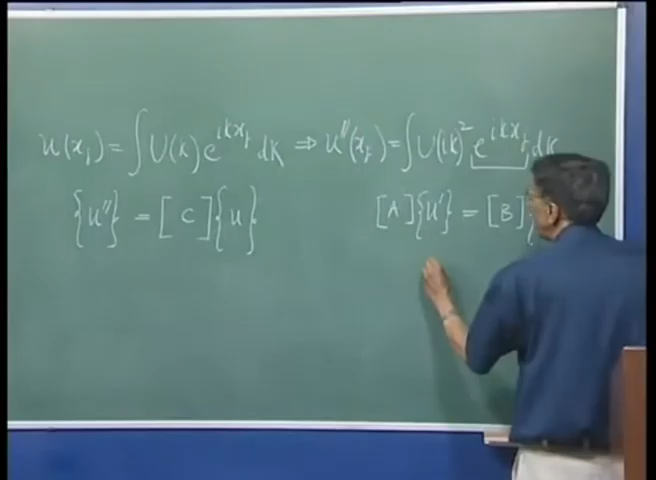 u(x_j) = ∫U(k) e^{ikx_j} dk ⇒ u''(x_j) = ∫U(ik)² e^{ikx_j} dk
{u''} = [C]{u} [A]{u'} = [B]{